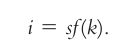 i = sf(k).